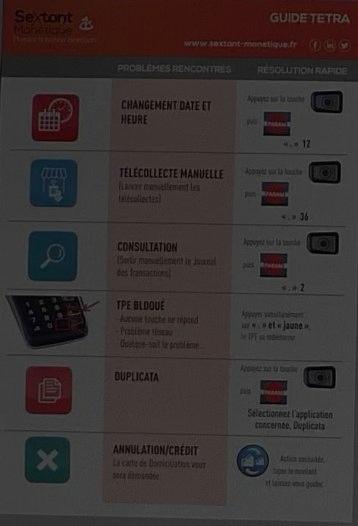 Sextant
Monétique
GUIDE TETRA
www.sextant-monetique.fr
PROBLÈMES RENCONTRÉS
RÉSOLUTION RAPIDE
CHANGEMENT DATE ET
HEURE
Appuyez sur la touche
puis
« . » 12
TÉLÉCOLLECTE MANUELLE
(Lancer manuellement les
télécollectes)
Appuyez sur la touche
puis
« . » 36
CONSULTATION
(Sortir manuellement le Journal
des transactions)
Appuyez sur la touche
puis
« . » 2
TPE BLOQUÉ
- Aucune touche ne répond
- Problème réseau
- Quelque-soit le problème...
Appuyez simultanément
sur « . » et « jaune »,
le TPE va redémarrer
DUPLICATA
Appuyez sur la touche
puis
Sélectionnez l'application
concernée, Duplicata
ANNULATION/CRÉDIT
La carte de Domiciliation vous
sera demandée
Action
taper le montant
et laissez-vous guider.